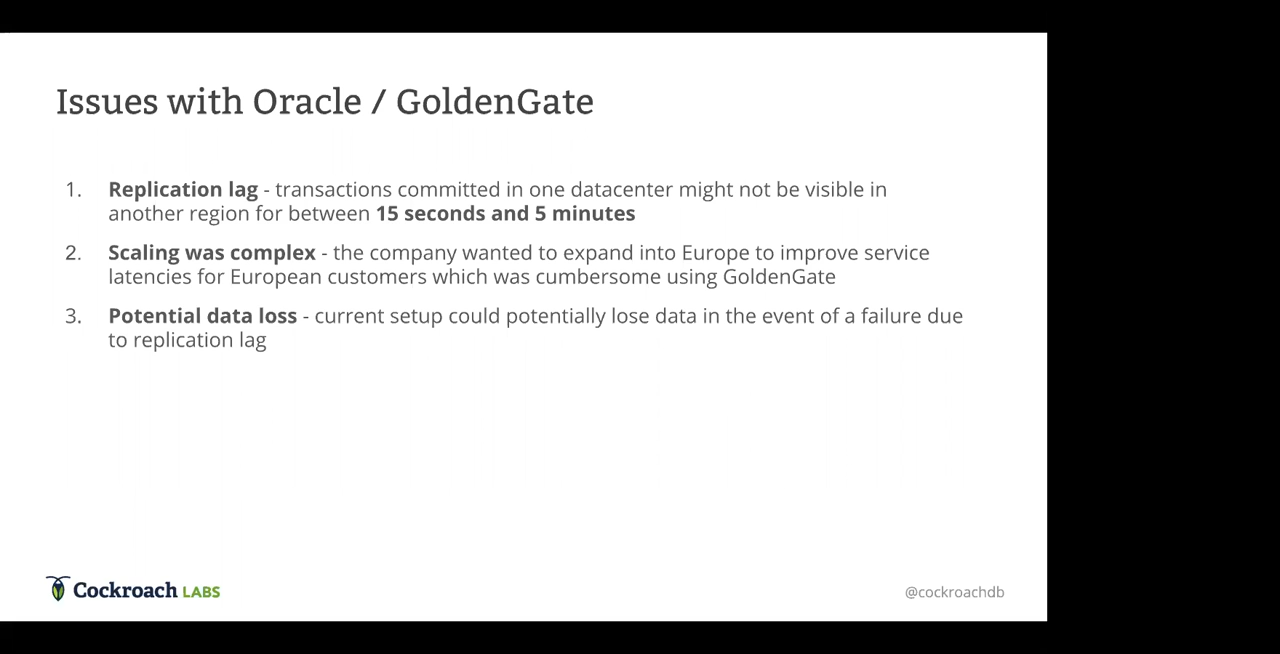 Issues with Oracle / GoldenGate
1. Replication lag - transactions committed in one datacenter might not be visible in
another region for between 15 seconds and 5 minutes
2. Scaling was complex - the company wanted to expand into Europe to improve service
latencies for European customers which was cumbersome using GoldenGate
3. Potential data loss - current setup could potentially lose data in the event of a failure due
to replication lag
Cockroach LABS
@cockroachdb